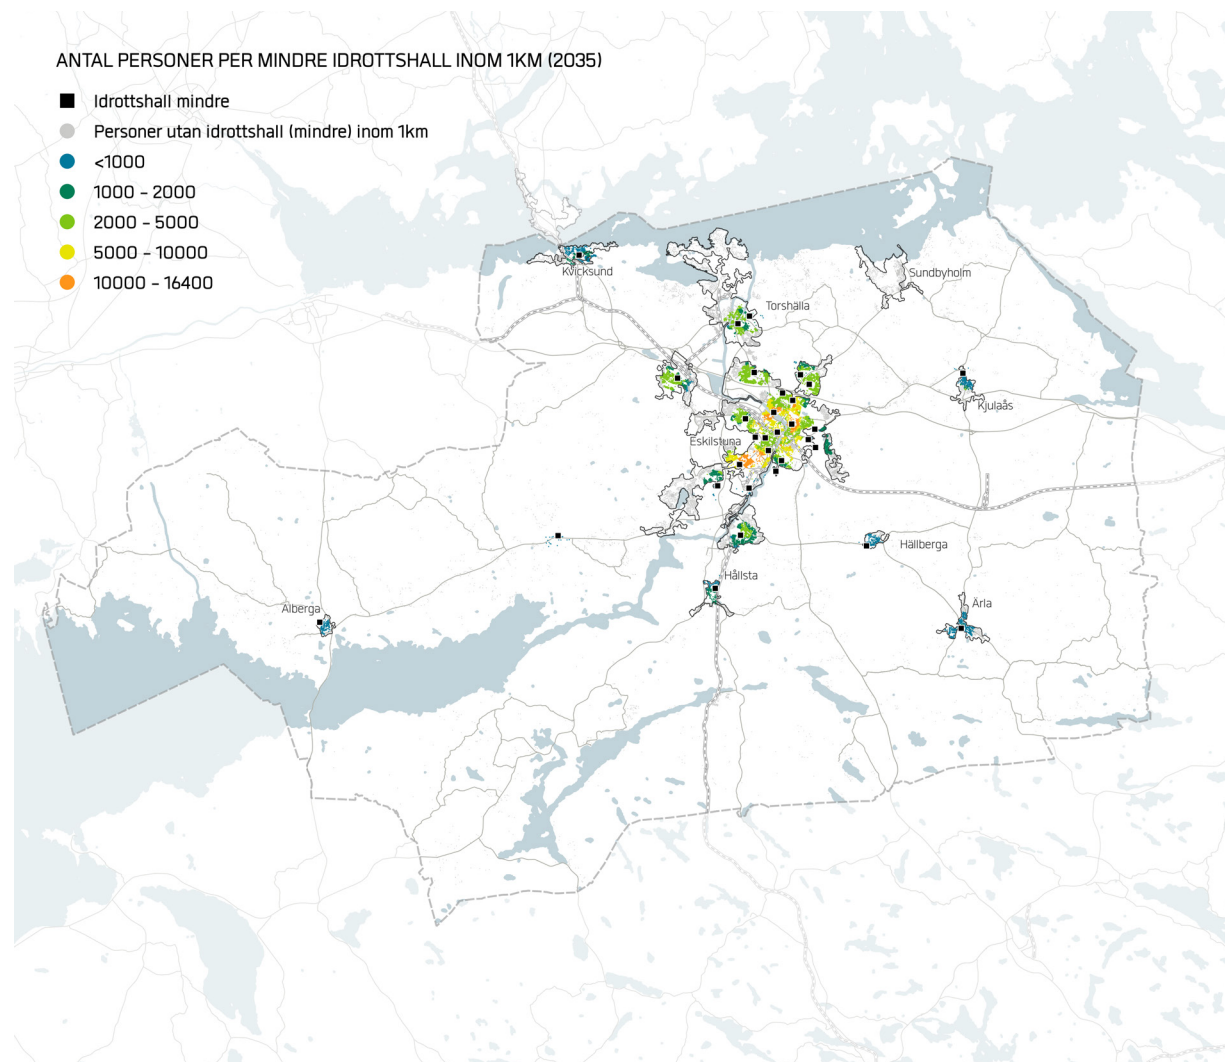 ANTAL PERSONER PER MINDRE IDROTTSHALL INOM 1KM (2035)
Idrottshall mindre
Personer utan idrottshall (mindre) inom 1km
<1000
1000 - 2000
2000 - 5000
5000 - 10000
10000 - 16400
Kvicksund
Sundbyholm
Torshälla
Kjulaås
Eskilstuna
Hällberga
Hållsta
Ärla
Alberga